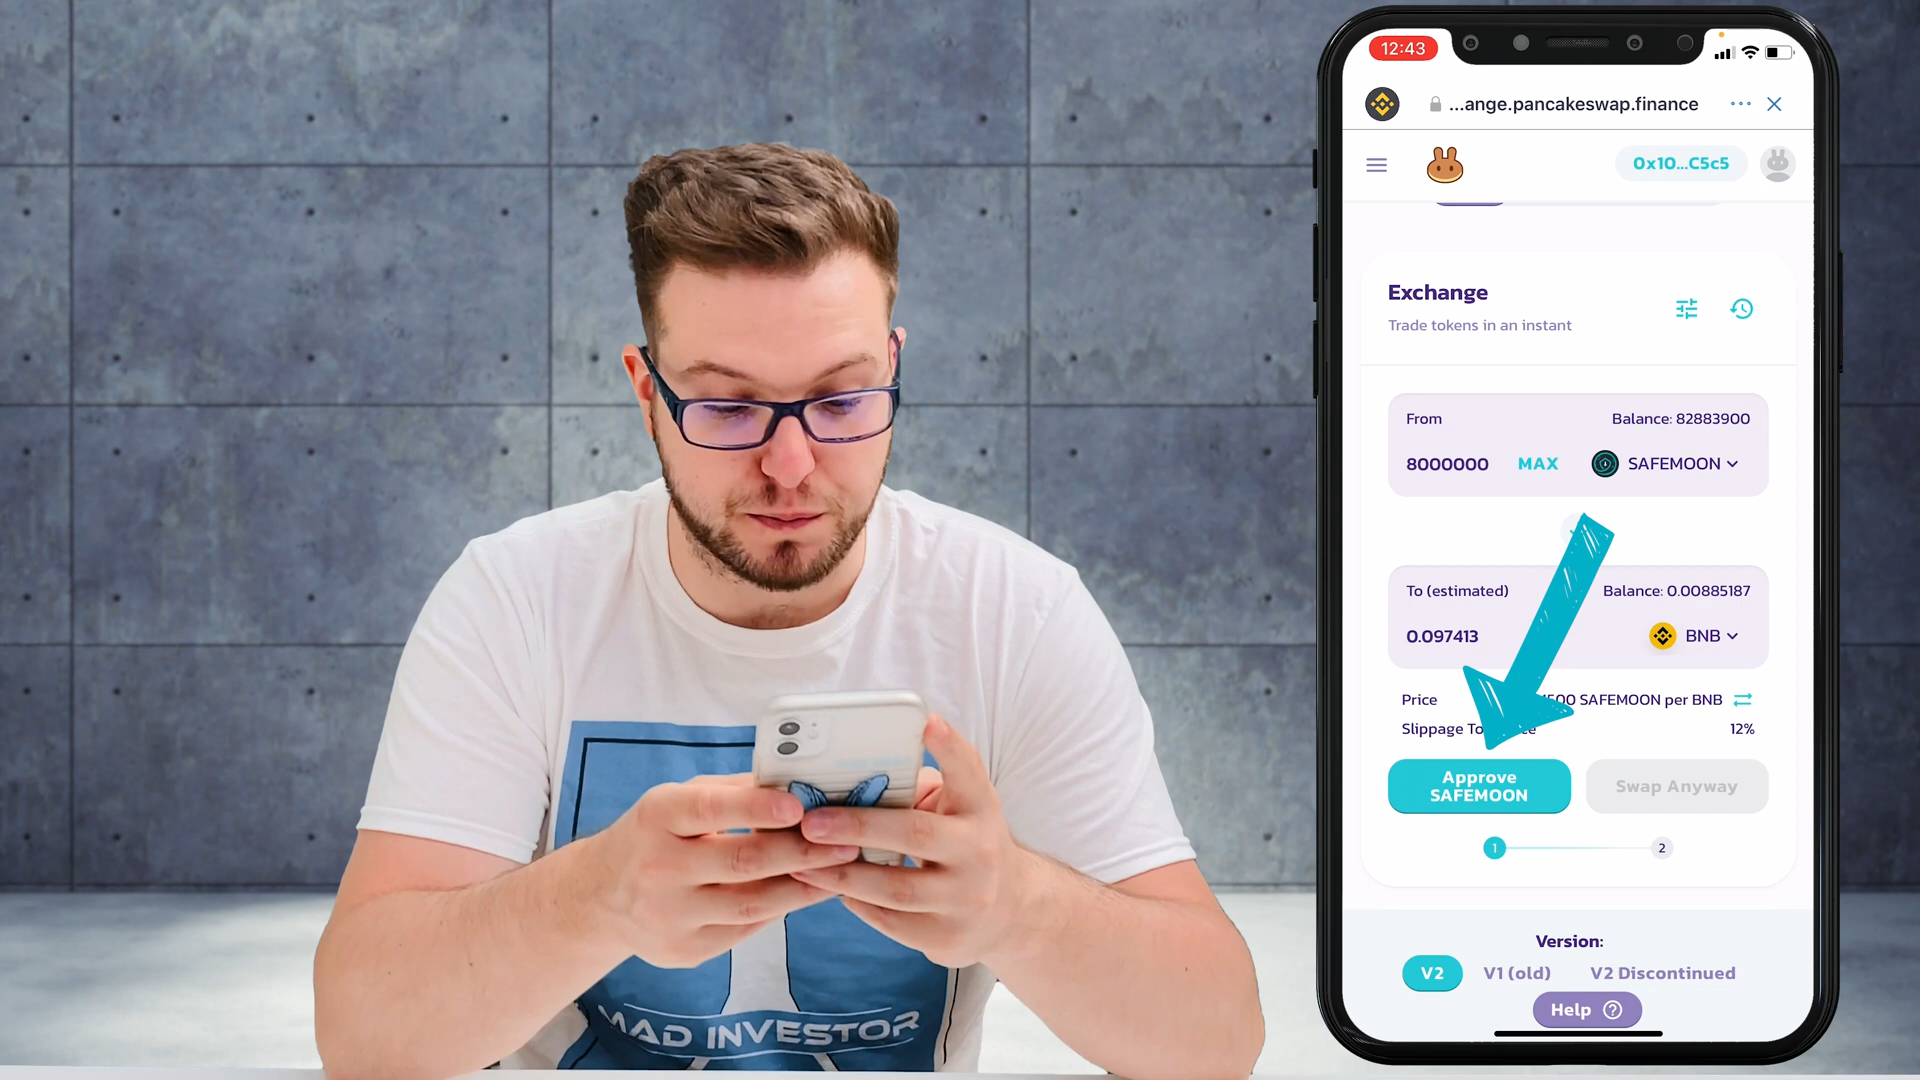 12:43
...ange.pancakeswap.finance
0x10...C5c5
Exchange
Trade tokens in an instant
From
Balance: 82883900
8000000
MAX
SAFEMOON
To (estimated)
Balance: 0.00885187
0.097413
BNB
Price
SAFEMOON per BNB
Slippage
12%
Approve
SAFEMOON
Swap Anyway
1
2
Version:
V2
V1 (old)
V2 Discontinued
Help ?
MAD INVESTOR